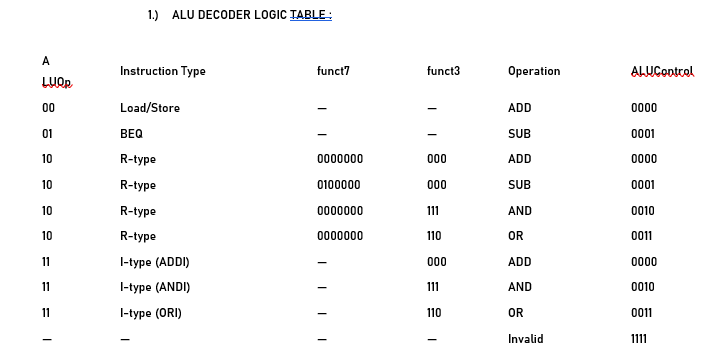 1.) ALU DECODER LOGIC TABLE :
A
LUOp Instruction Type funct7 funct3 Operation ALUControl
00 Load/Store — — ADD 0000
01 BEQ — — SUB 0001
10 R-type 0000000 000 ADD 0000
10 R-type 0100000 000 SUB 0001
10 R-type 0000000 111 AND 0010
10 R-type 0000000 110 OR 0011
11 I-type (ADDI) — 000 ADD 0000
11 I-type (ANDI) — 111 AND 0010
11 I-type (ORI) — 110 OR 0011
— — — — Invalid 1111